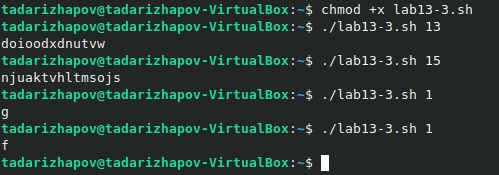 tadarizhapov@tadarizhapov-VirtualBox:~$ chmod +x lab13-3.sh
tadarizhapov@tadarizhapov-VirtualBox:~$ ./lab13-3.sh 13
doioodxdnutvw
tadarizhapov@tadarizhapov-VirtualBox:~$ ./lab13-3.sh 15
njuaktvhltmsojs
tadarizhapov@tadarizhapov-VirtualBox:~$ ./lab13-3.sh 1
g
tadarizhapov@tadarizhapov-VirtualBox:~$ ./lab13-3.sh 1
f
tadarizhapov@tadarizhapov-VirtualBox:~$